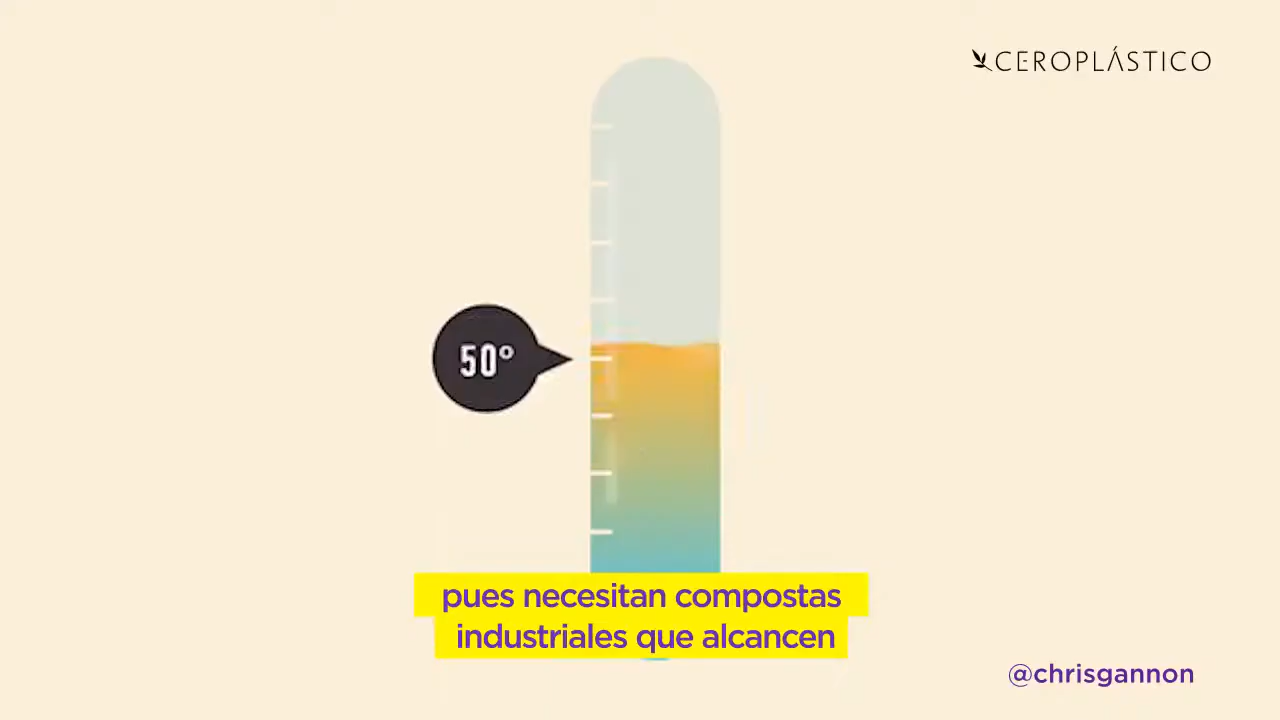 CEROPLÁSTICO
50°
pues necesitan compostas
industriales que alcancen
@chrisgannon